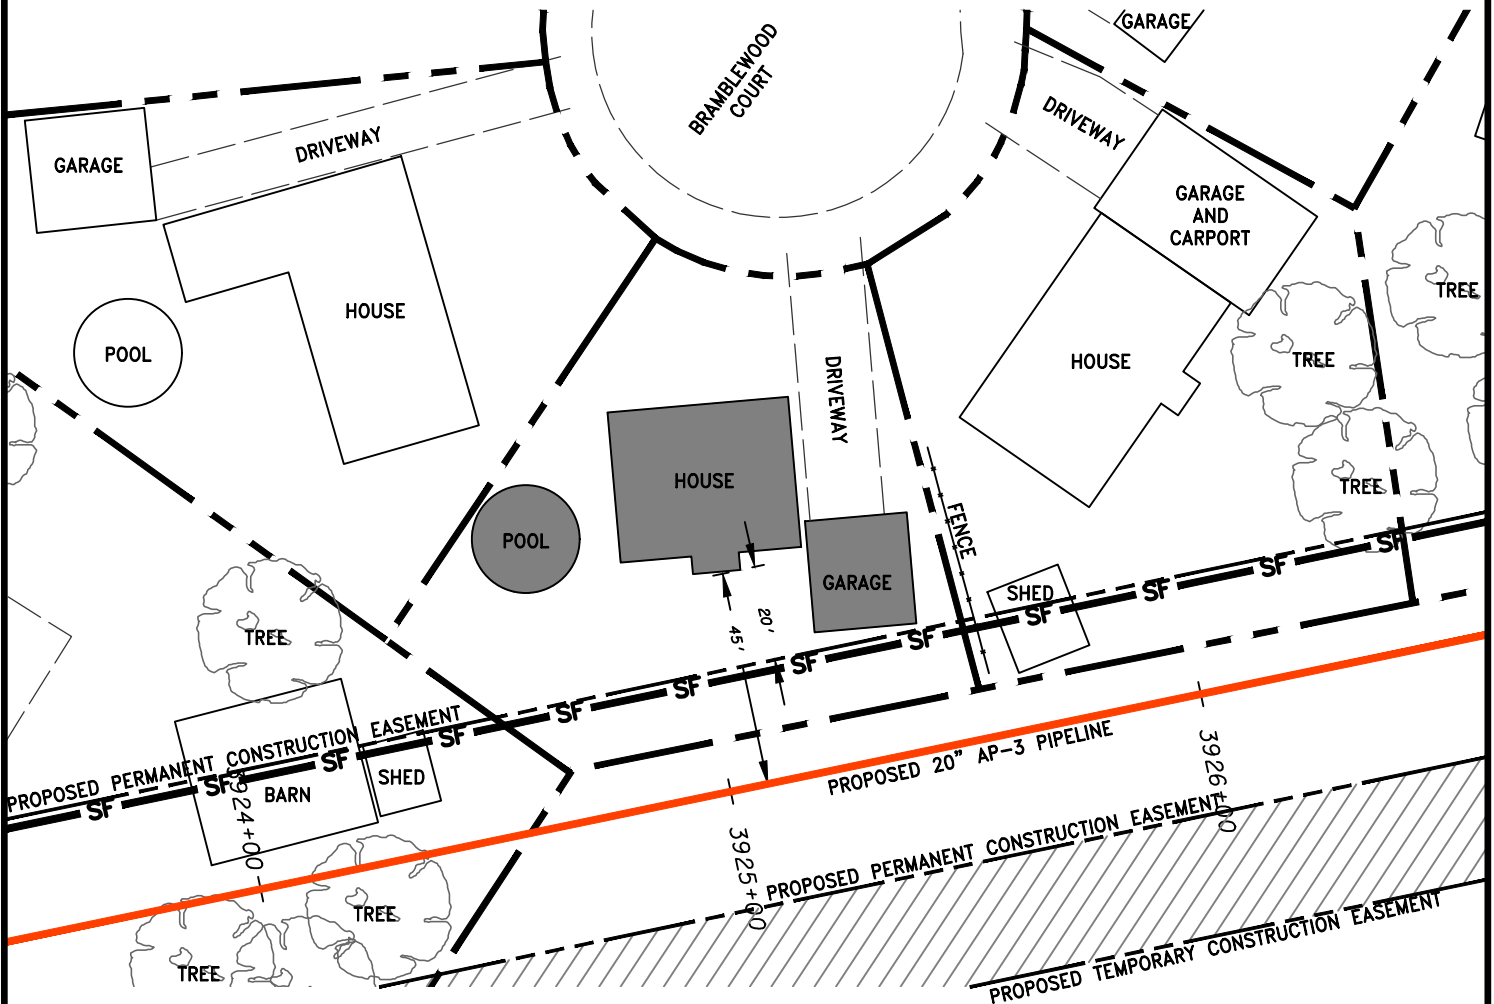 GARAGE
BRAMBLEWOOD
COURT
DRIVEWAY
DRIVEWAY
GARAGE
GARAGE
AND
CARPORT
TREE
HOUSE
POOL
HOUSE
TREE
DRIVEWAY
HOUSE
TREE
POOL
FENCE
SF
GARAGE
SHED
SF
SF
SF
20'
45'
SF
TREE
SF
SF
SF
PROPOSED PERMANENT CONSTRUCTION EASEMENT
SF
SF
SF
SF
SHED
BARN
3924+00
PROPOSED 20" AP-3 PIPELINE
3926+00
3925+00
PROPOSED PERMANENT CONSTRUCTION EASEMENT
TREE
TREE
PROPOSED TEMPORARY CONSTRUCTION EASEMENT